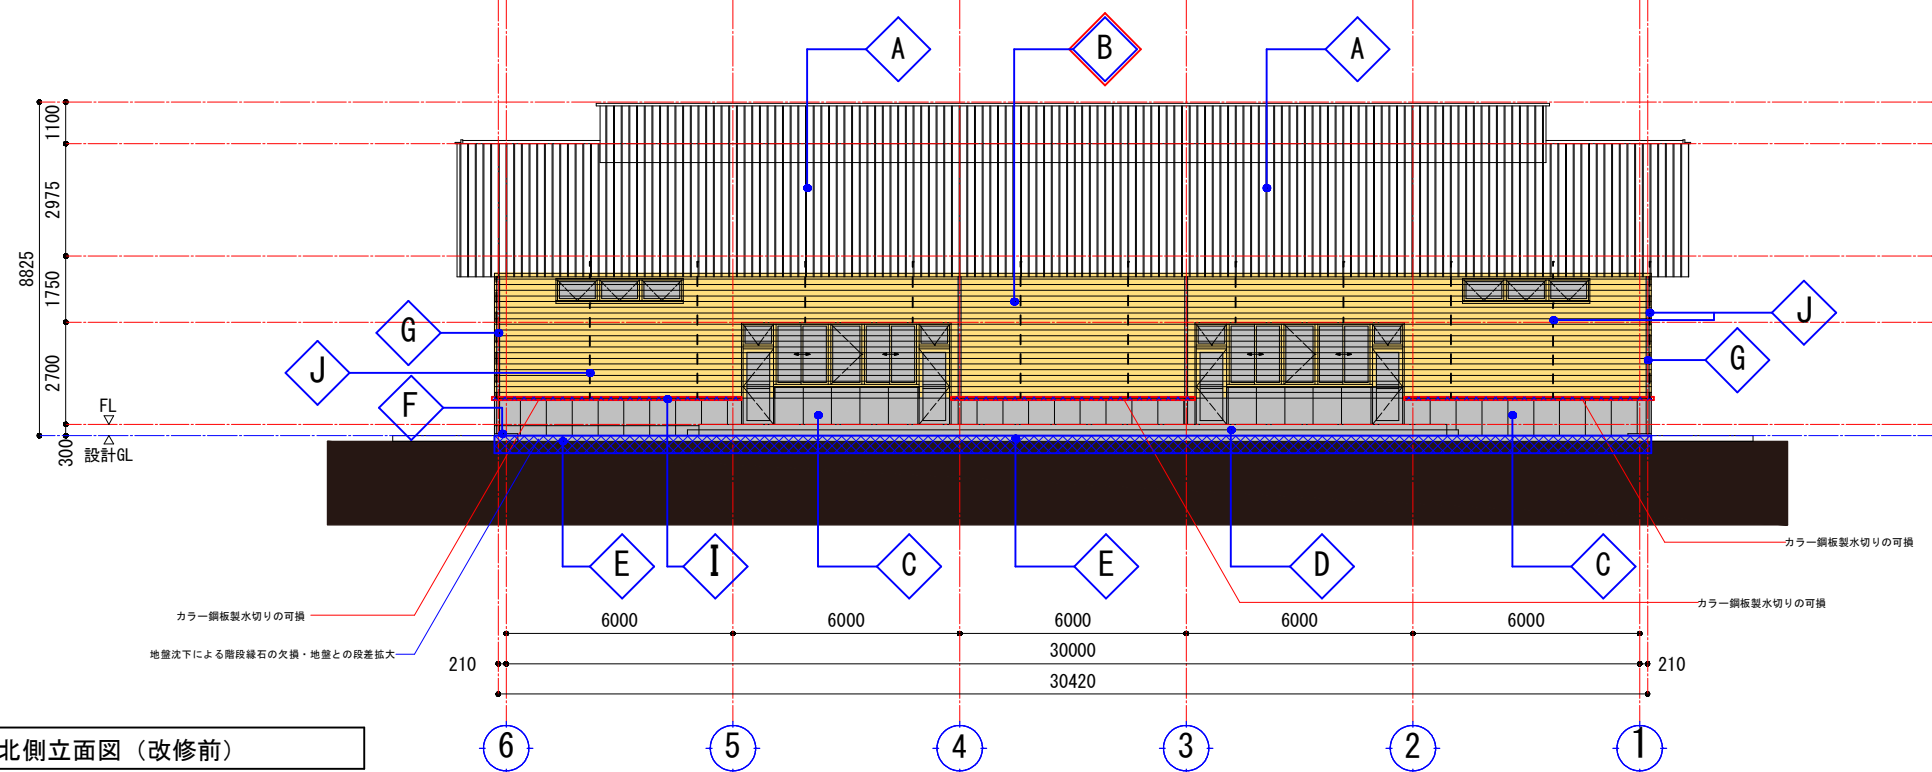 A
B
A
1100
2975
8825
1750
2700
300
FL
設計GL
G
J
F
J
G
E
I
C
E
D
C
カラー鋼板製水切りの可損
カラー鋼板製水切りの可損
カラー鋼板製水切りの可損
地盤沈下による階段縁石の欠損・地盤との段差拡大
6000
6000
6000
6000
6000
210
30000
210
30420
北側立面図（改修前）
6
5
4
3
2
1